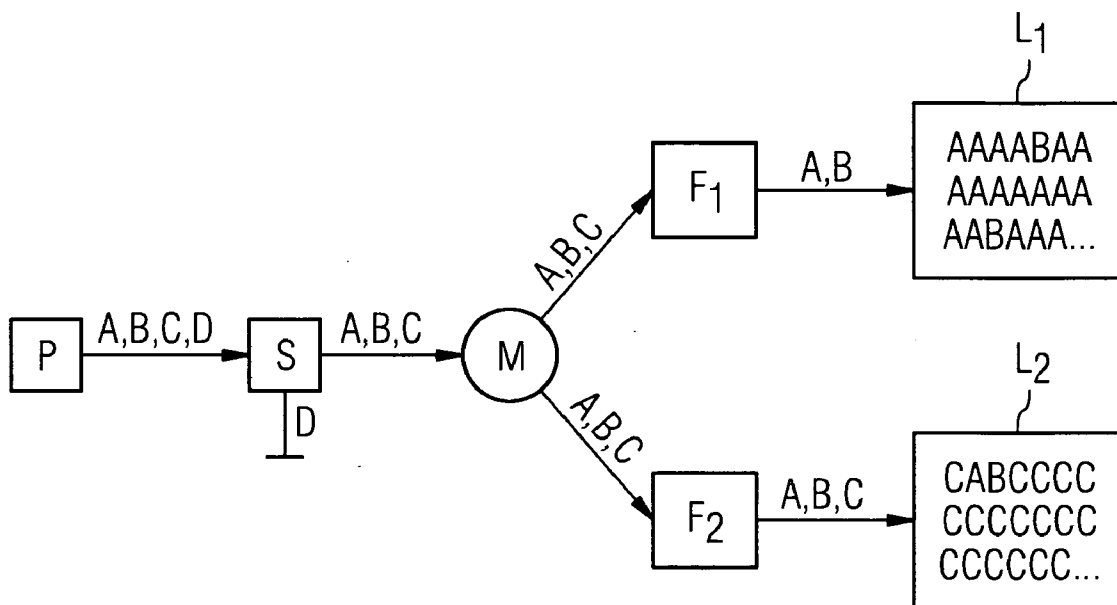 L1
AAAABAA
AAAAAAA
AABAAA...
F1
A,B
A,B,C
P
A,B,C,D
S
A,B,C
M
D
A,B,C
L2
F2
A,B,C
CABCCCC
CCCCCCC
CCCCCC...